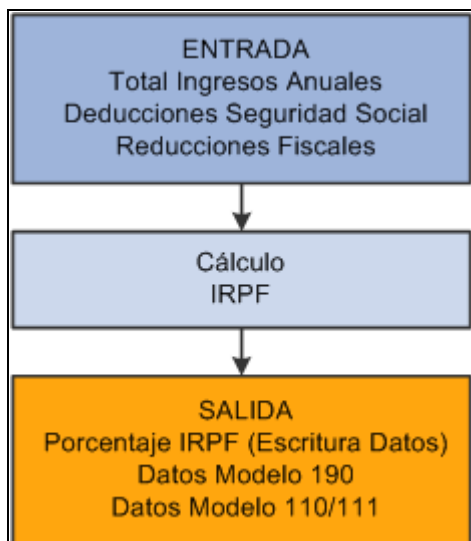 ENTRADA
Total Ingresos Anuales
Deducciones Seguridad Social
Reducciones Fiscales
Cálculo
IRPF
SALIDA
Porcentaje IRPF (Escritura Datos)
Datos Modelo 190
Datos Modelo 110/111